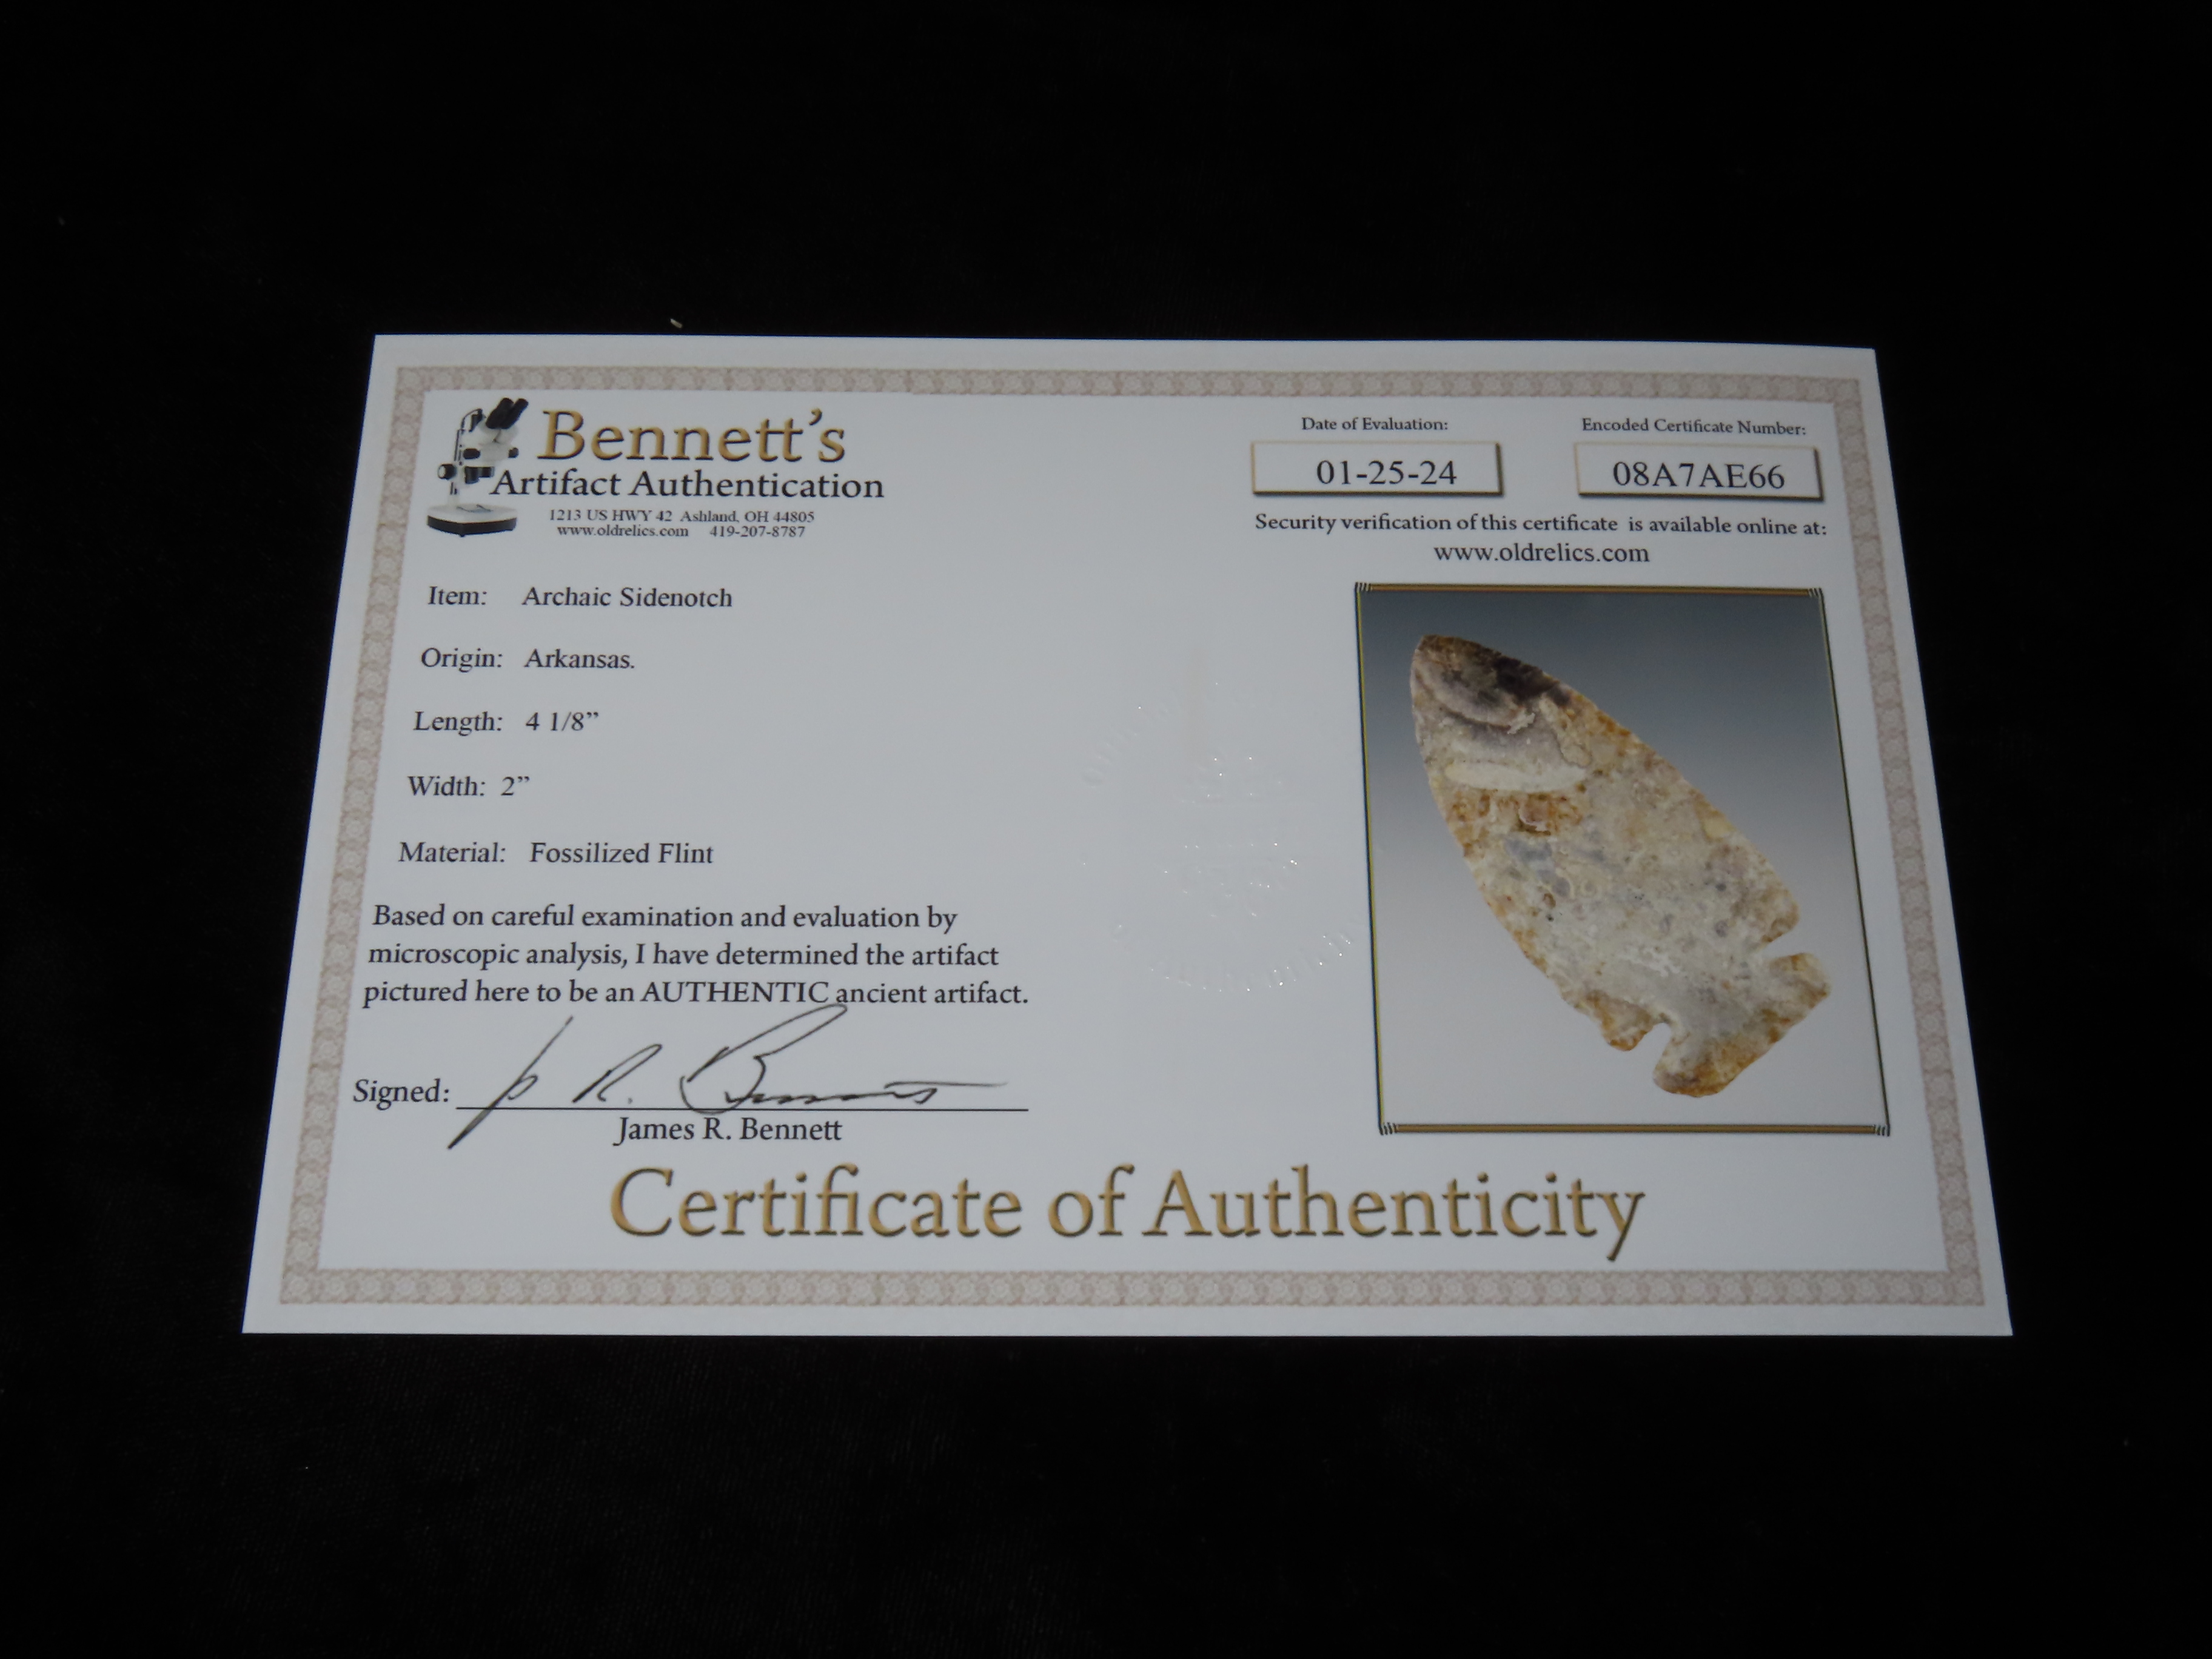 Bennett's
Artifact Authentication
1213 US HWY 42 Ashland, OH 44805
www.oldrelics.com 419-207-8787
Date of Evaluation:
01-25-24
Encoded Certificate Number:
08A7AE66
Security verification of this certificate is available online at:
www.oldrelics.com
Item: Archaic Sidenotch
Origin: Arkansas.
Length: 4 1/8”
Width: 2”
Material: Fossilized Flint
Based on careful examination and evaluation by
microscopic analysis, I have determined the artifact
pictured here to be an AUTHENTIC ancient artifact.
Signed: J R. Bennett
James R. Bennett
Certificate of Authenticity